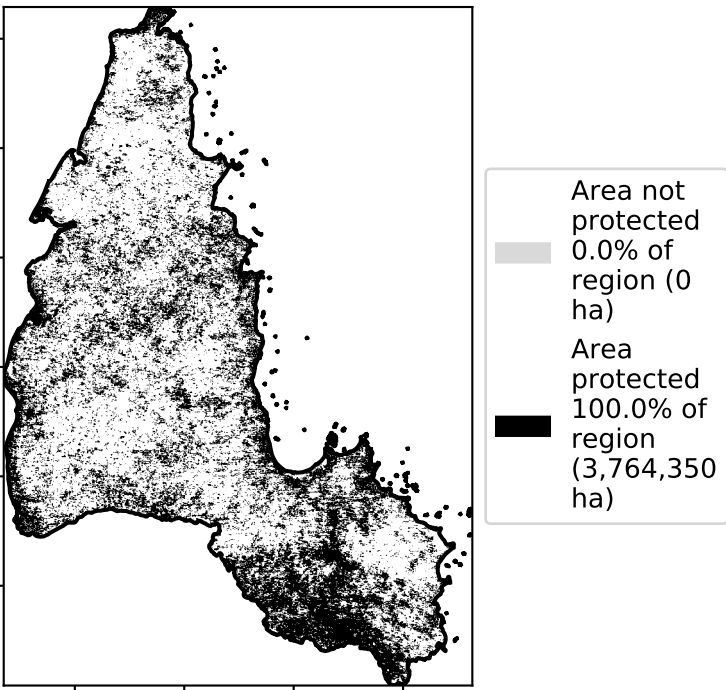 Area not
protected
0.0% of
region (0
ha)
Area
protected
100.0% of
region
(3,764,350
ha)